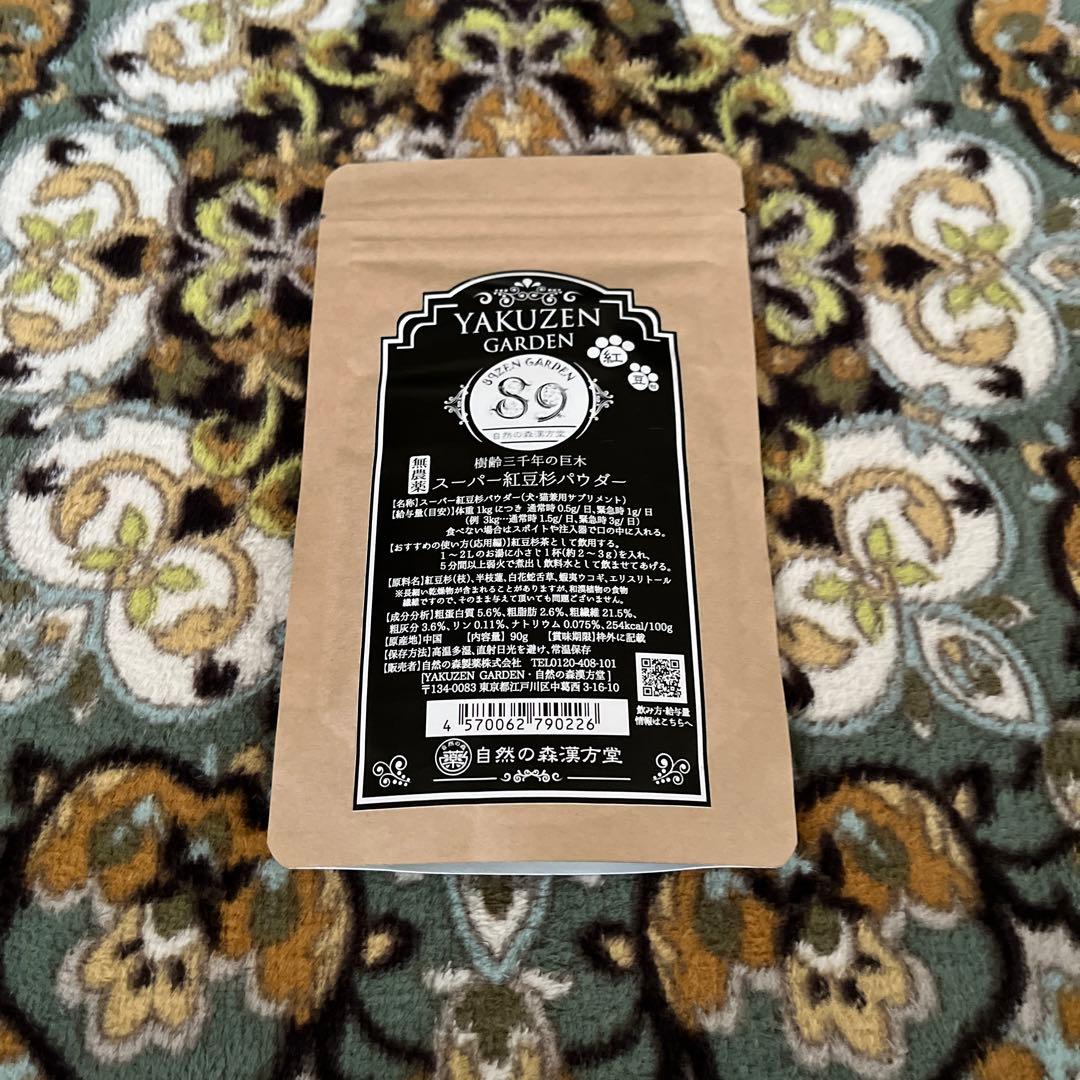 YAKUZEN
GARDEN
紅
豆
89ZEN GARDEN
89
自然の森漢方堂
樹齢三千年の巨木
無農薬
スーパー紅豆杉パウダー
【名称】スーパー紅豆杉パウダー(犬・猫兼用サプリメント)
【給与量(目安)】体重1kgにつき 通常時0.5g/日、緊急時1g/日
(例 3kg…通常時1.5g/日、緊急時3g/日)
食べない場合はスポイトや注入器で口の中に入れる。
【おすすめの使い方(応用編)】紅豆杉茶として飲用する。
1～2Lのお湯に小さじ1杯(約2～3g)を入れ、
5分間以上弱火で煮出し飲料水として飲ませてあげる。
【原料名】紅豆杉(枝)、半枝蓮、白花蛇舌草、蝦夷ウコギ、エリスリトール
※長細い乾燥物が含まれることがありますが、和漢植物の食物
繊維ですので、そのまま与えて頂いても問題ございません。
【成分分析】粗蛋白質5.6%、粗脂肪2.6%、粗繊維21.5%、
粗灰分3.6%、リン0.11%、ナトリウム0.075%、254kcal/100g
【原産地】中国 【内容量】90g 【賞味期限】枠外に記載
【保存方法】高温多湿、直射日光を避け、常温保存
【販売者】自然の森製薬株式会社 TEL0120-408-101
[YAKUZEN GARDEN・自然の森漢方堂]
〒134-0083 東京都江戸川区中葛西3-16-10
飲み方・給与量
情報はこちらへ
4 570062 790226
自然の森
薬
自然の森漢方堂